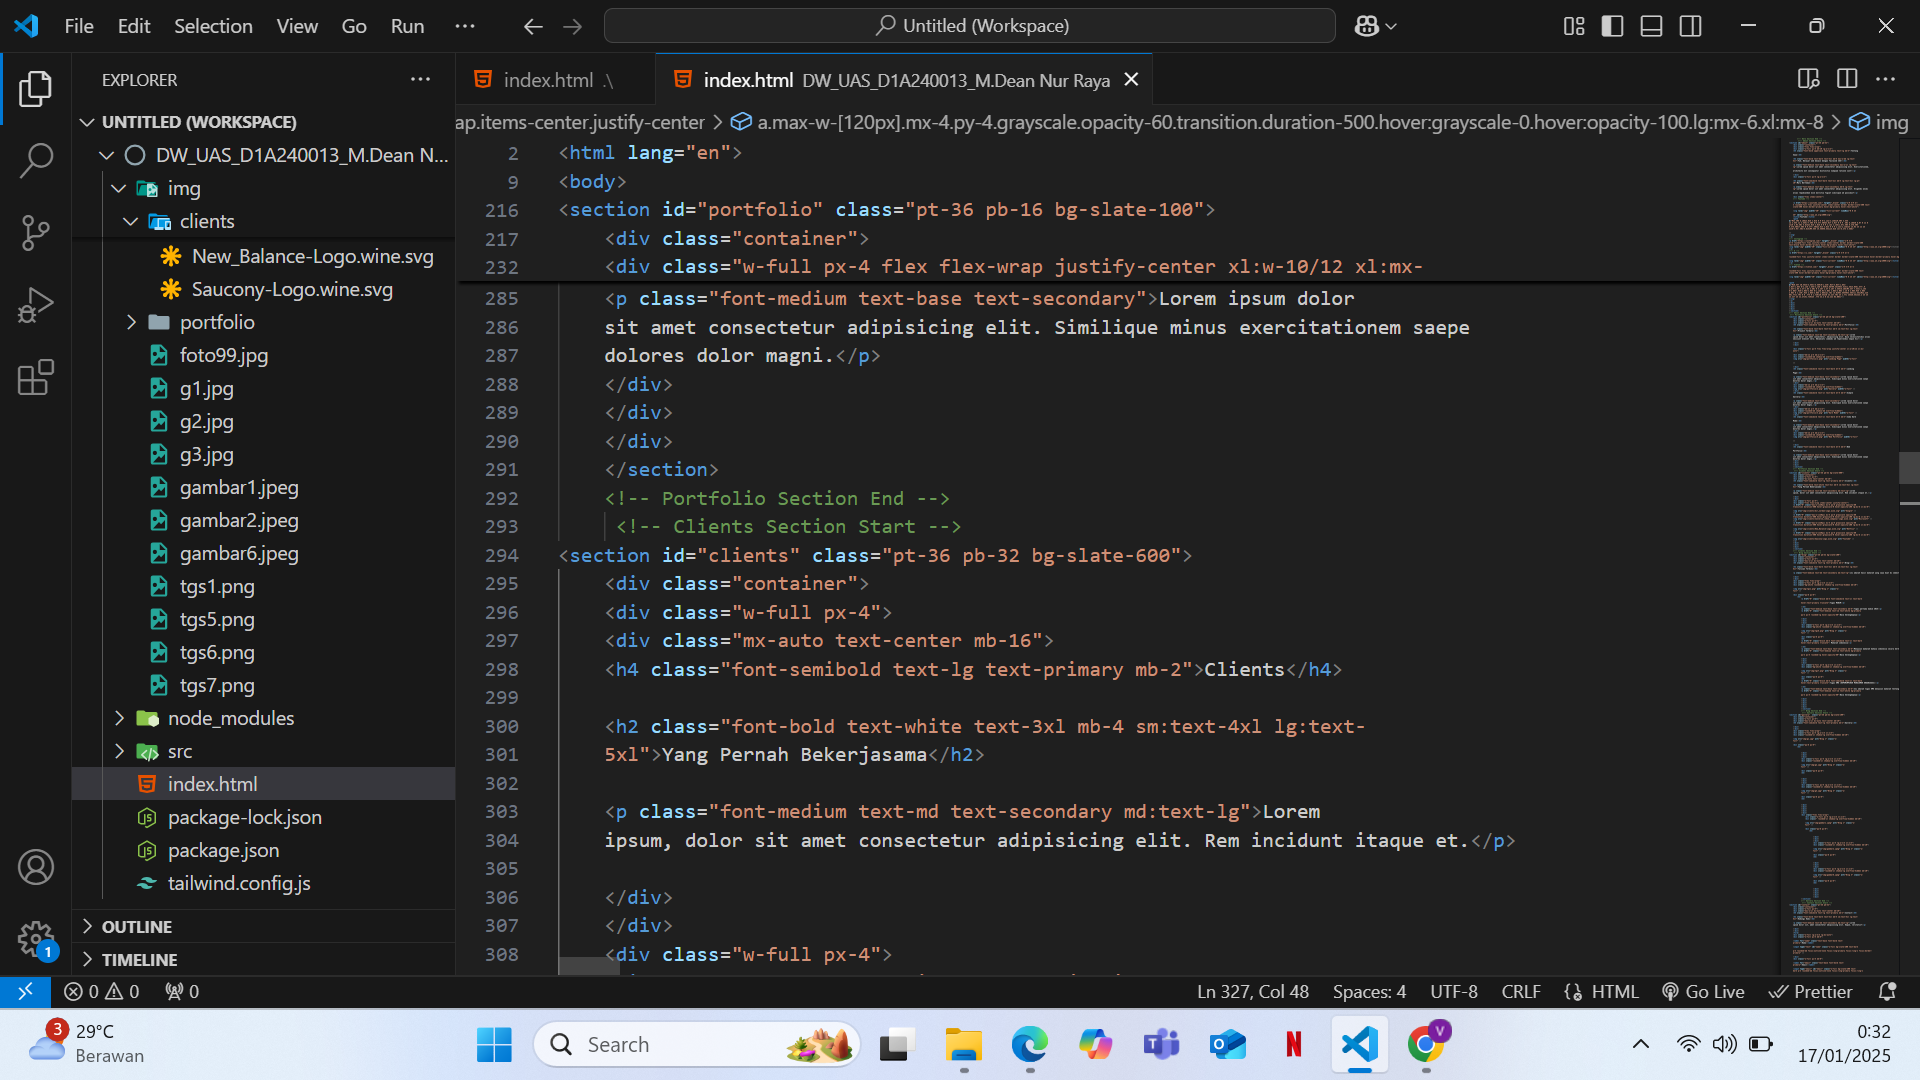 File Edit Selection View Go Run ··· Untitled (Workspace)
EXPLORER
index.html .\
index.html DW_UAS_D1A240013_M.Dean Nur Raya
UNTITLED (WORKSPACE)
ap.items-center.justify-center > a.max-w-[120px].mx-4.py-4.grayscale.opacity-60.transition.duration-500.hover:grayscale-0.hover:opacity-100.lg:mx-6.xl:mx-8 > img
DW_UAS_D1A240013_M.Dean N...
img
clients
New_Balance-Logo.wine.svg
Saucony-Logo.wine.svg
portfolio
foto99.jpg
g1.jpg
g2.jpg
g3.jpg
gambar1.jpeg
gambar2.jpeg
gambar6.jpeg
tgs1.png
tgs5.png
tgs6.png
tgs7.png
node_modules
src
index.html
package-lock.json
package.json
tailwind.config.js
OUTLINE
TIMELINE
2 <html lang="en">
9 <body>
216 <section id="portfolio" class="pt-36 pb-16 bg-slate-100">
217 <div class="container">
232 <div class="w-full px-4 flex flex-wrap justify-center xl:w-10/12 xl:mx-
285 <p class="font-medium text-base text-secondary">Lorem ipsum dolor
286 sit amet consectetur adipisicing elit. Similique minus exercitationem saepe
287 dolores dolor magni.</p>
288 </div>
289 </div>
290 </div>
291 </section>
292 <!-- Portfolio Section End -->
293 <!-- Clients Section Start -->
294 <section id="clients" class="pt-36 pb-32 bg-slate-600">
295 <div class="container">
296 <div class="w-full px-4">
297 <div class="mx-auto text-center mb-16">
298 <h4 class="font-semibold text-lg text-primary mb-2">Clients</h4>
299
300 <h2 class="font-bold text-white text-3xl mb-4 sm:text-4xl lg:text-
301 5xl">Yang Pernah Bekerjasama</h2>
302
303 <p class="font-medium text-md text-secondary md:text-lg">Lorem
304 ipsum, dolor sit amet consectetur adipisicing elit. Rem incidunt itaque et.</p>
305
306 </div>
307 </div>
308 <div class="w-full px-4">
1
0 0 0 Ln 327, Col 48 Spaces: 4 UTF-8 CRLF HTML Go Live Prettier
3 29°C
Berawan
Search
V
0:32
17/01/2025